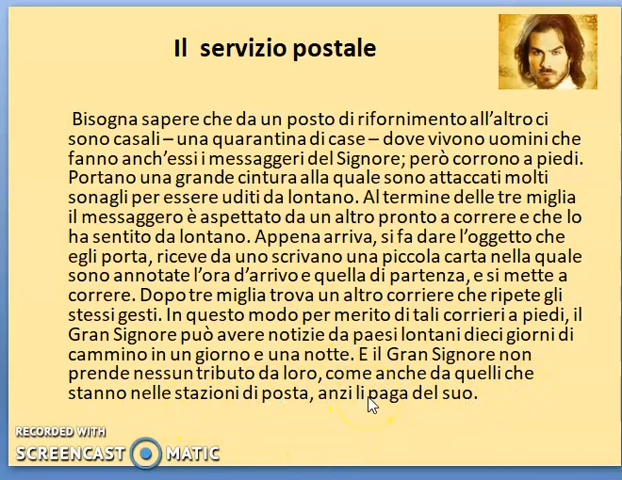 Il servizio postale
Bisogna sapere che da un posto di rifornimento all'altro ci
sono casali – una quarantina di case – dove vivono uomini che
fanno anch'essi i messaggeri del Signore; però corrono a piedi.
Portano una grande cintura alla quale sono attaccati molti
sonagli per essere uditi da lontano. Al termine delle tre miglia
il messaggero è aspettato da un altro pronto a correre e che lo
ha sentito da lontano. Appena arriva, si fa dare l'oggetto che
egli porta, riceve da uno scrivano una piccola carta nella quale
sono annotate l'ora d'arrivo e quella di partenza, e si mette a
correre. Dopo tre miglia trova un altro corriere che ripete gli
stessi gesti. In questo modo per merito di tali corrieri a piedi, il
Gran Signore può avere notizie da paesi lontani dieci giorni di
cammino in un giorno e una notte. E il Gran Signore non
prende nessun tributo da loro, come anche da quelli che
stanno nelle stazioni di posta, anzi li paga del suo.
RECORDED WITH
SCREENCAST MATIC